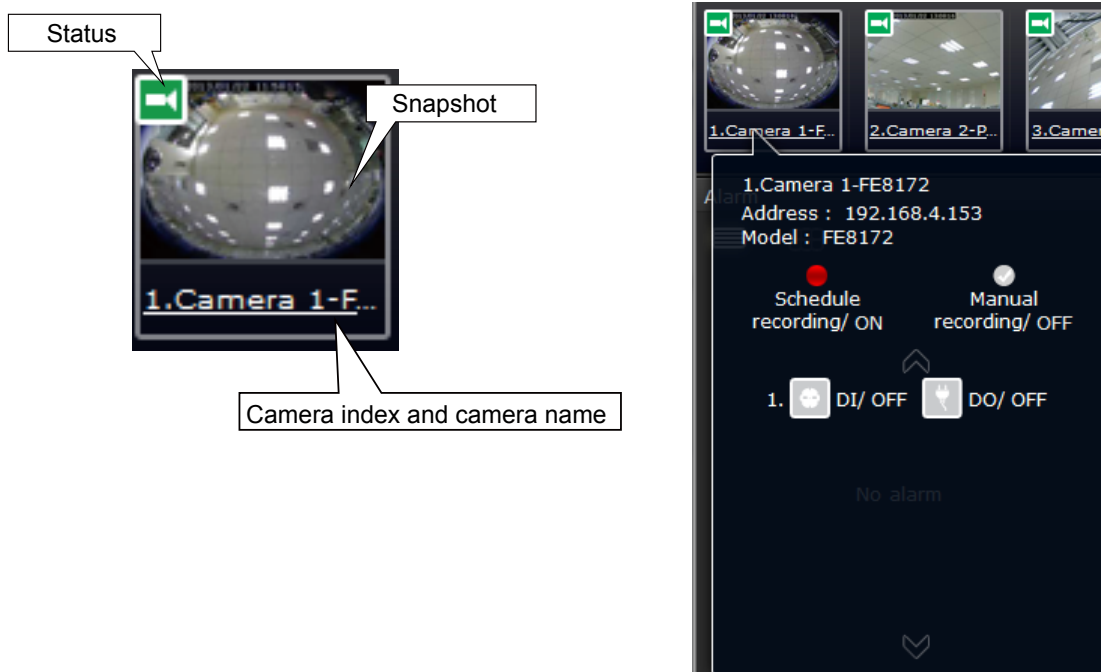 Status
Snapshot
1.Camera 1-F...
Camera index and camera name
1.Camera 1-F...
2.Camera 2-P...
3.Camer
Alarm
1.Camera 1-FE8172
Address : 192.168.4.153
Model : FE8172
Schedule
recording/ ON
Manual
recording/ OFF
1. DI/ OFF DO/ OFF
No alarm